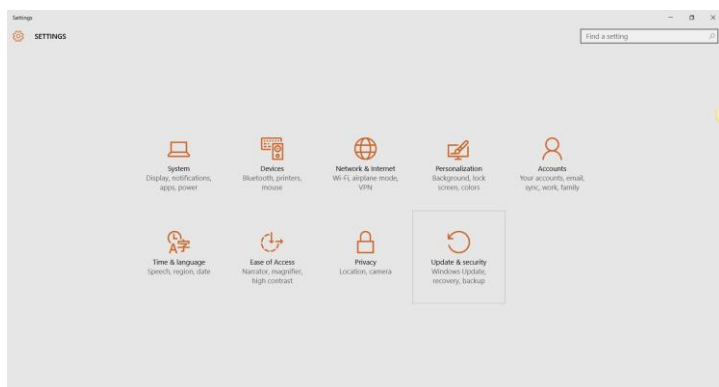 Settings
SETTINGS
Find a setting
System
Display, notifications,
apps, power
Devices
Bluetooth, printers,
mouse
Network & Internet
Wi-Fi, airplane mode,
VPN
Personalization
Background, lock
screen, colors
Accounts
Your accounts, email,
sync, work, family
Time & language
Speech, region, date
Ease of Access
Narrator, magnifier,
high contrast
Privacy
Location, camera
Update & security
Windows Update,
recovery, backup